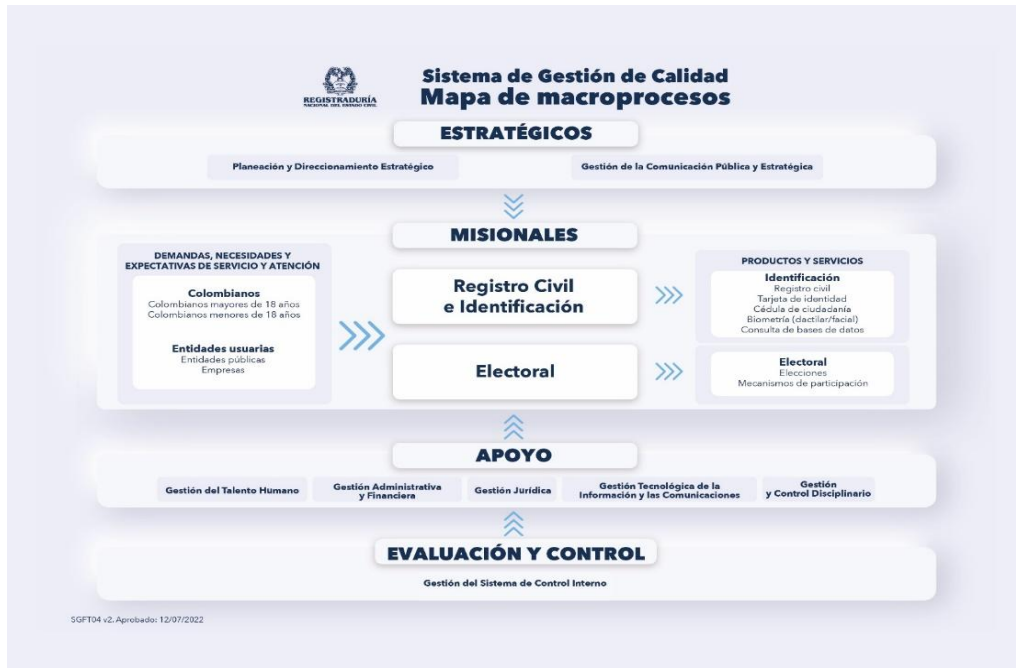 REGISTRADURÍA
NACIONAL DEL ESTADO CIVIL
Sistema de Gestión de Calidad
Mapa de macroprocesos
ESTRATÉGICOS
Planeación y Direccionamiento Estratégico
Gestión de la Comunicación Pública y Estratégica
MISIONALES
DEMANDAS, NECESIDADES Y
EXPECTATIVAS DE SERVICIO Y ATENCIÓN
Colombianos
Colombianos mayores de 18 años
Colombianos menores de 18 años
Entidades usuarias
Entidades públicas
Empresas
Registro Civil
e Identificación
Electoral
PRODUCTOS Y SERVICIOS
Identificación
Registro civil
Tarjeta de identidad
Cédula de ciudadanía
Biometría (dactilar/facial)
Consulta de bases de datos
Electoral
Elecciones
Mecanismos de participación
APOYO
Gestión del Talento Humano
Gestión Administrativa
y Financiera
Gestión Jurídica
Gestión Tecnológica de la
Información y las Comunicaciones
Gestión
y Control Disciplinario
EVALUACIÓN Y CONTROL
Gestión del Sistema de Control Interno
SGFT04 v2. Aprobado: 12/07/2022